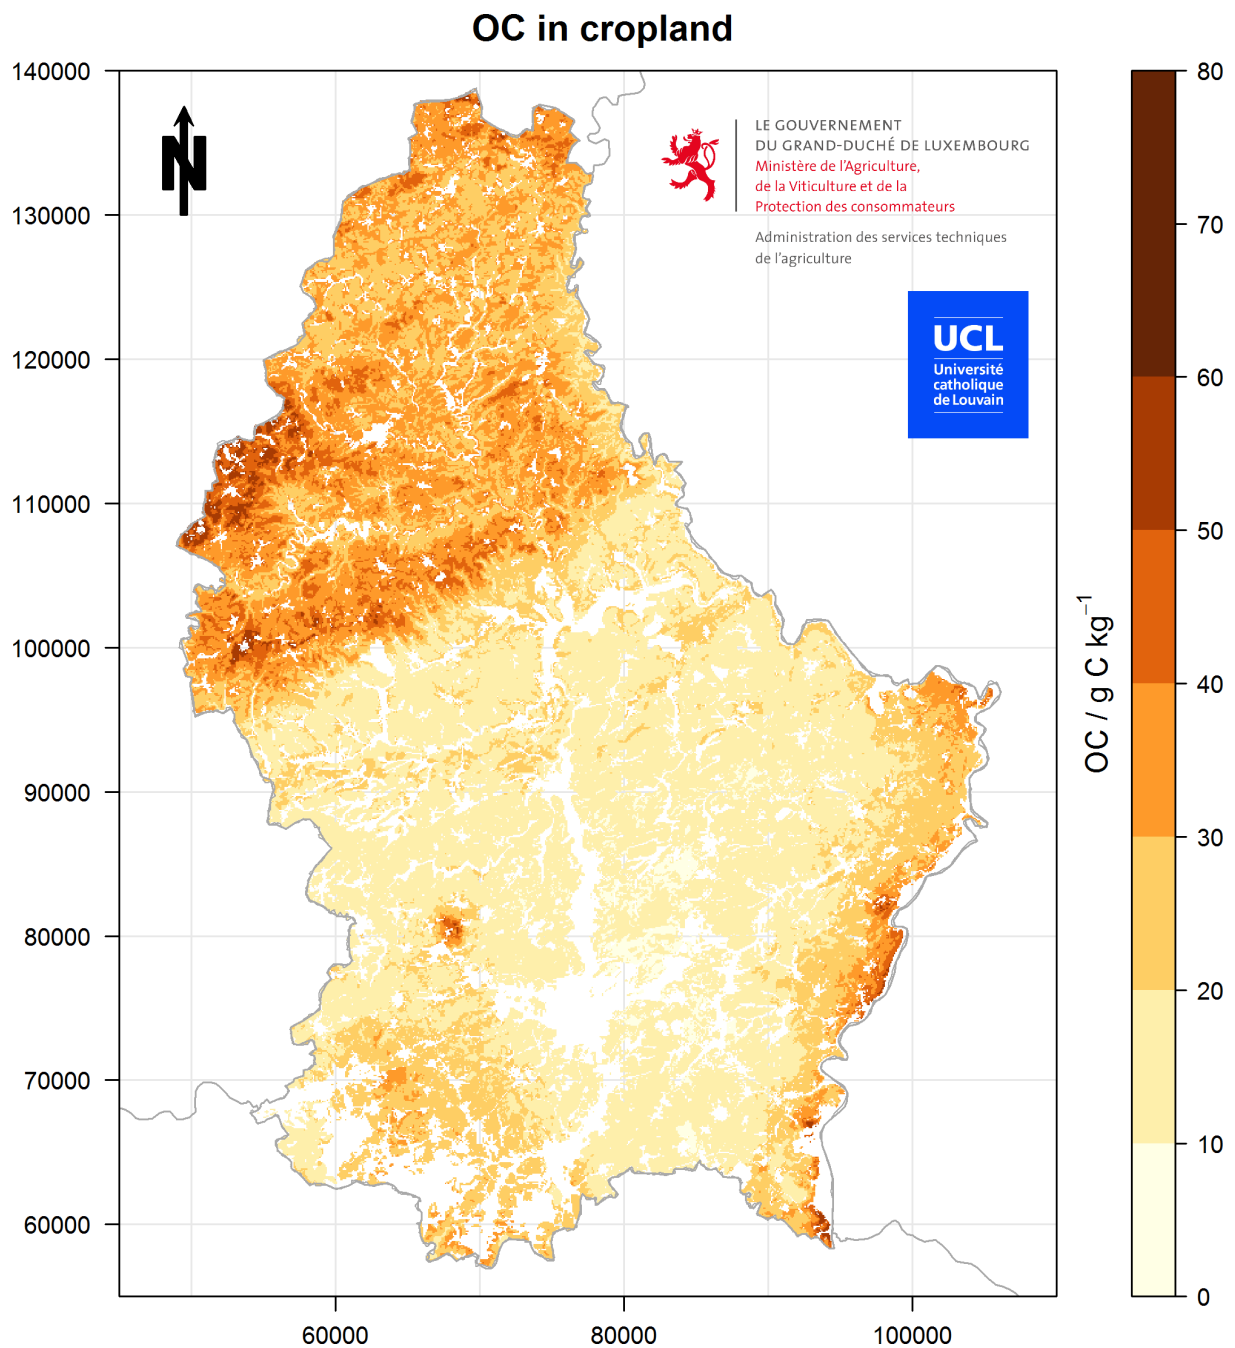 OC in cropland
140000
130000
120000
110000
100000
90000
80000
70000
60000
60000
80000
100000
N
LE GOUVERNEMENT
DU GRAND-DUCHÉ DE LUXEMBOURG
Ministère de l'Agriculture,
de la Viticulture et de la
Protection des consommateurs
Administration des services techniques
de l'agriculture
UCL
Université
catholique
de Louvain
80
70
60
50
40
30
20
10
0
OC / g C kg⁻¹